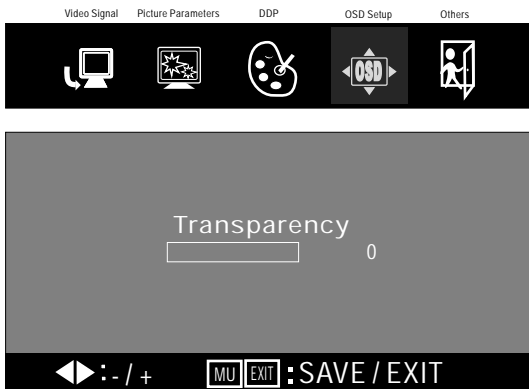 Video Signal Picture Parameters DDP OSD Setup Others
OSD
Transparency
0
: - / + MU EXIT : SAVE / EXIT